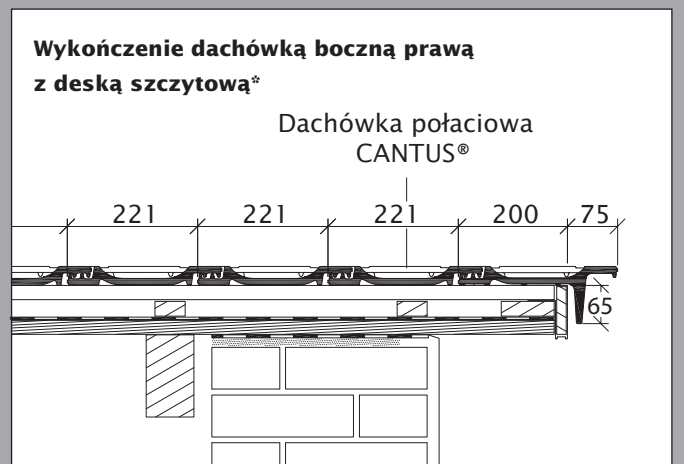 Wykończenie dachówką boczną prawą
z deską szczytową*
Dachówka połaciowa
CANTUS®
221 221 221 200 75
65